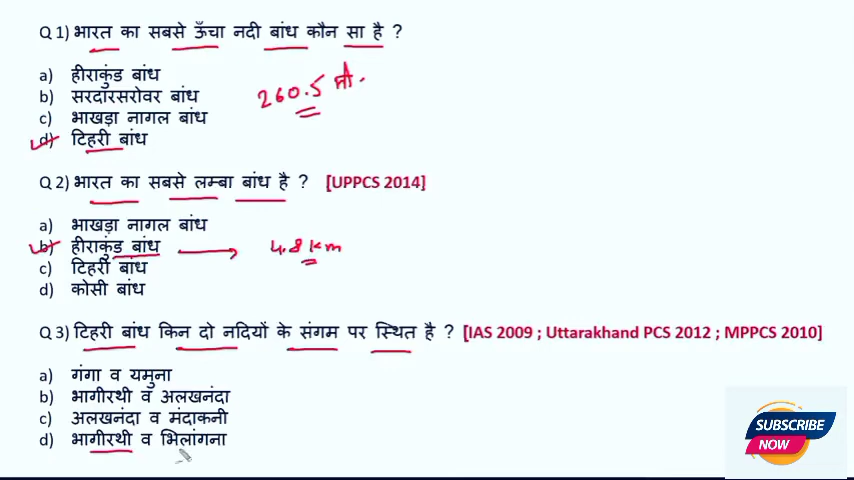 Q 1) भारत का सबसे ऊँचा नदी बांध कौन सा है ?
a) हीराकुंड बांध
b) सरदारसरोवर बांध
260.5 मी.
c) भाखड़ा नागल बांध
d) टिहरी बांध
Q 2) भारत का सबसे लम्बा बांध है ? [UPPCS 2014]
a) भाखड़ा नागल बांध
b) हीराकुंड बांध 4.8 km
c) टिहरी बांध
d) कोसी बांध
Q 3) टिहरी बांध किन दो नदियों के संगम पर स्थित है ? [IAS 2009 ; Uttarakhand PCS 2012 ; MPPCS 2010]
a) गंगा व यमुना
b) भागीरथी व अलखनंदा
c) अलखनंदा व मंदाकनी
d) भागीरथी व भिलांगना
SUBSCRIBE
NOW